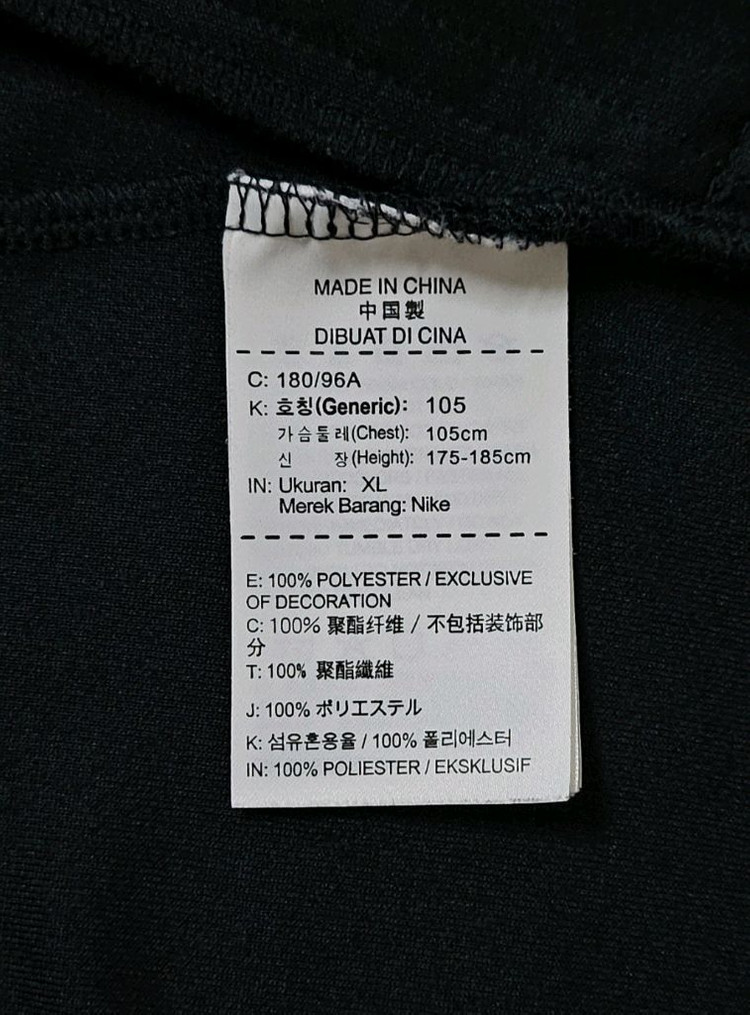 MADE IN CHINA
中国製
DIBUAT DI CINA
C: 180/96A
K: 호칭(Generic): 105
가슴둘레(Chest): 105cm
신 장(Height): 175-185cm
IN: Ukuran: XL
Merek Barang: Nike
E: 100% POLYESTER / EXCLUSIVE
OF DECORATION
C: 100% 聚酯纤维 / 不包括装饰部
分
T: 100% 聚酯纖維
J: 100% ポリエステル
K: 섬유혼용율 / 100% 폴리에스터
IN: 100% POLIESTER / EKSKLUSIF